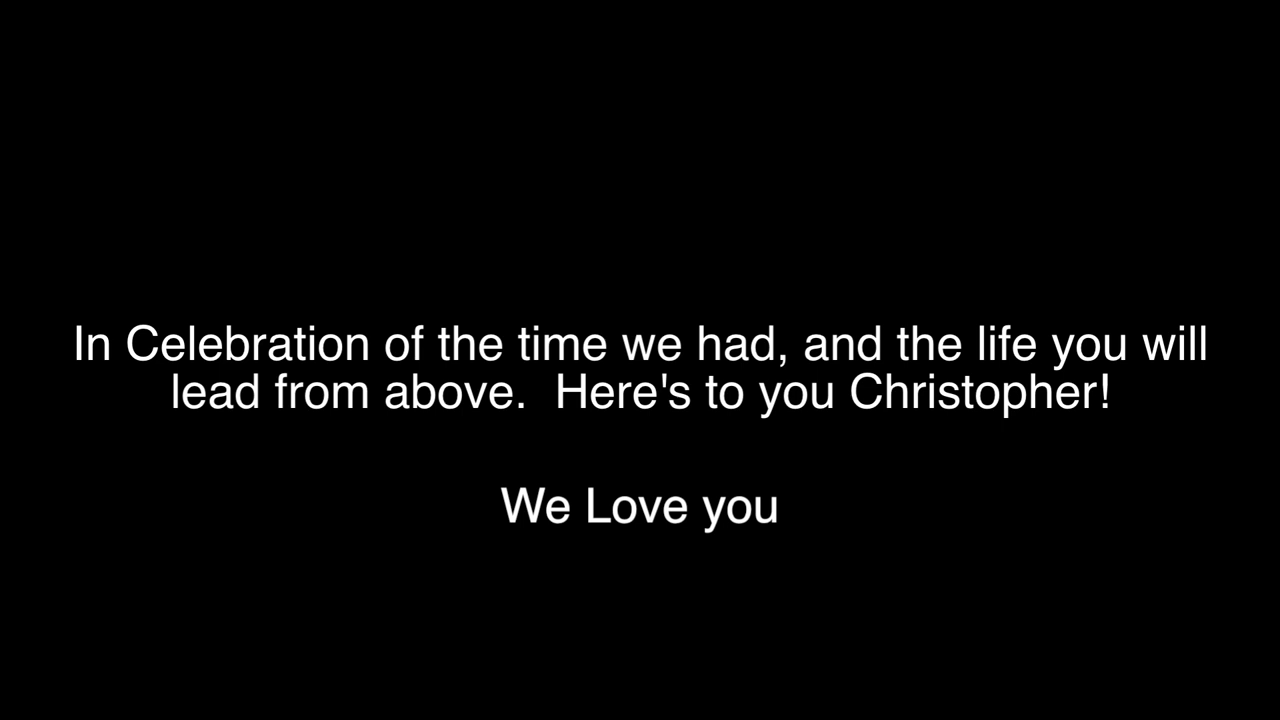 In Celebration of the time we had, and the life you will
lead from above.  Here's to you Christopher!
We Love you